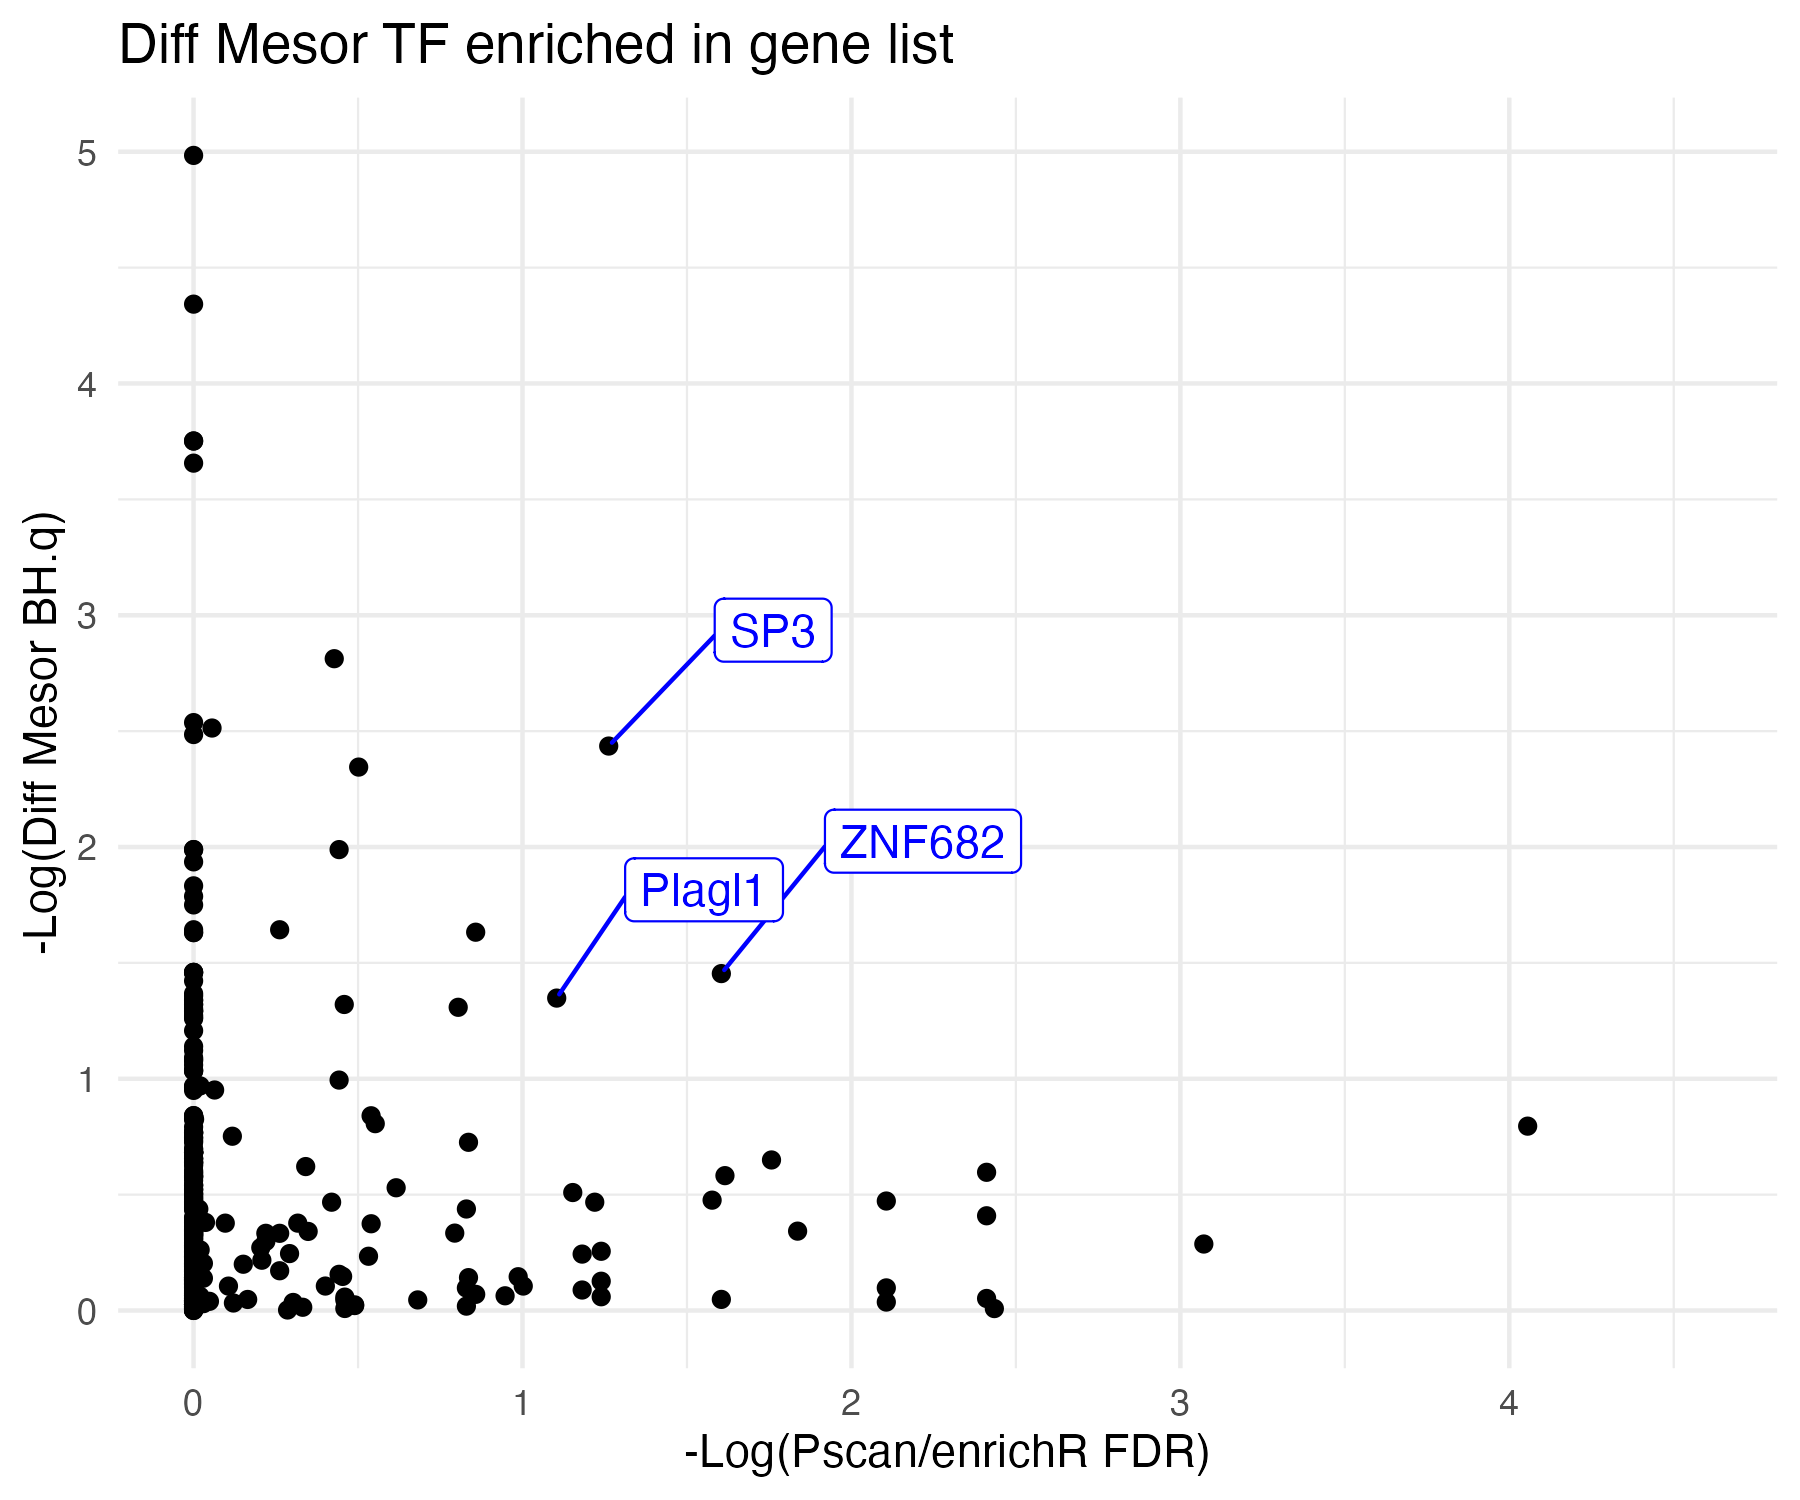 Diff Mesor TF enriched in gene list
-Log(Diff Mesor BH.q)
5
4
3
2
1
0
SP3
ZNF682
Plagl1
0
1
2
3
4
-Log(Pscan/enrichR FDR)